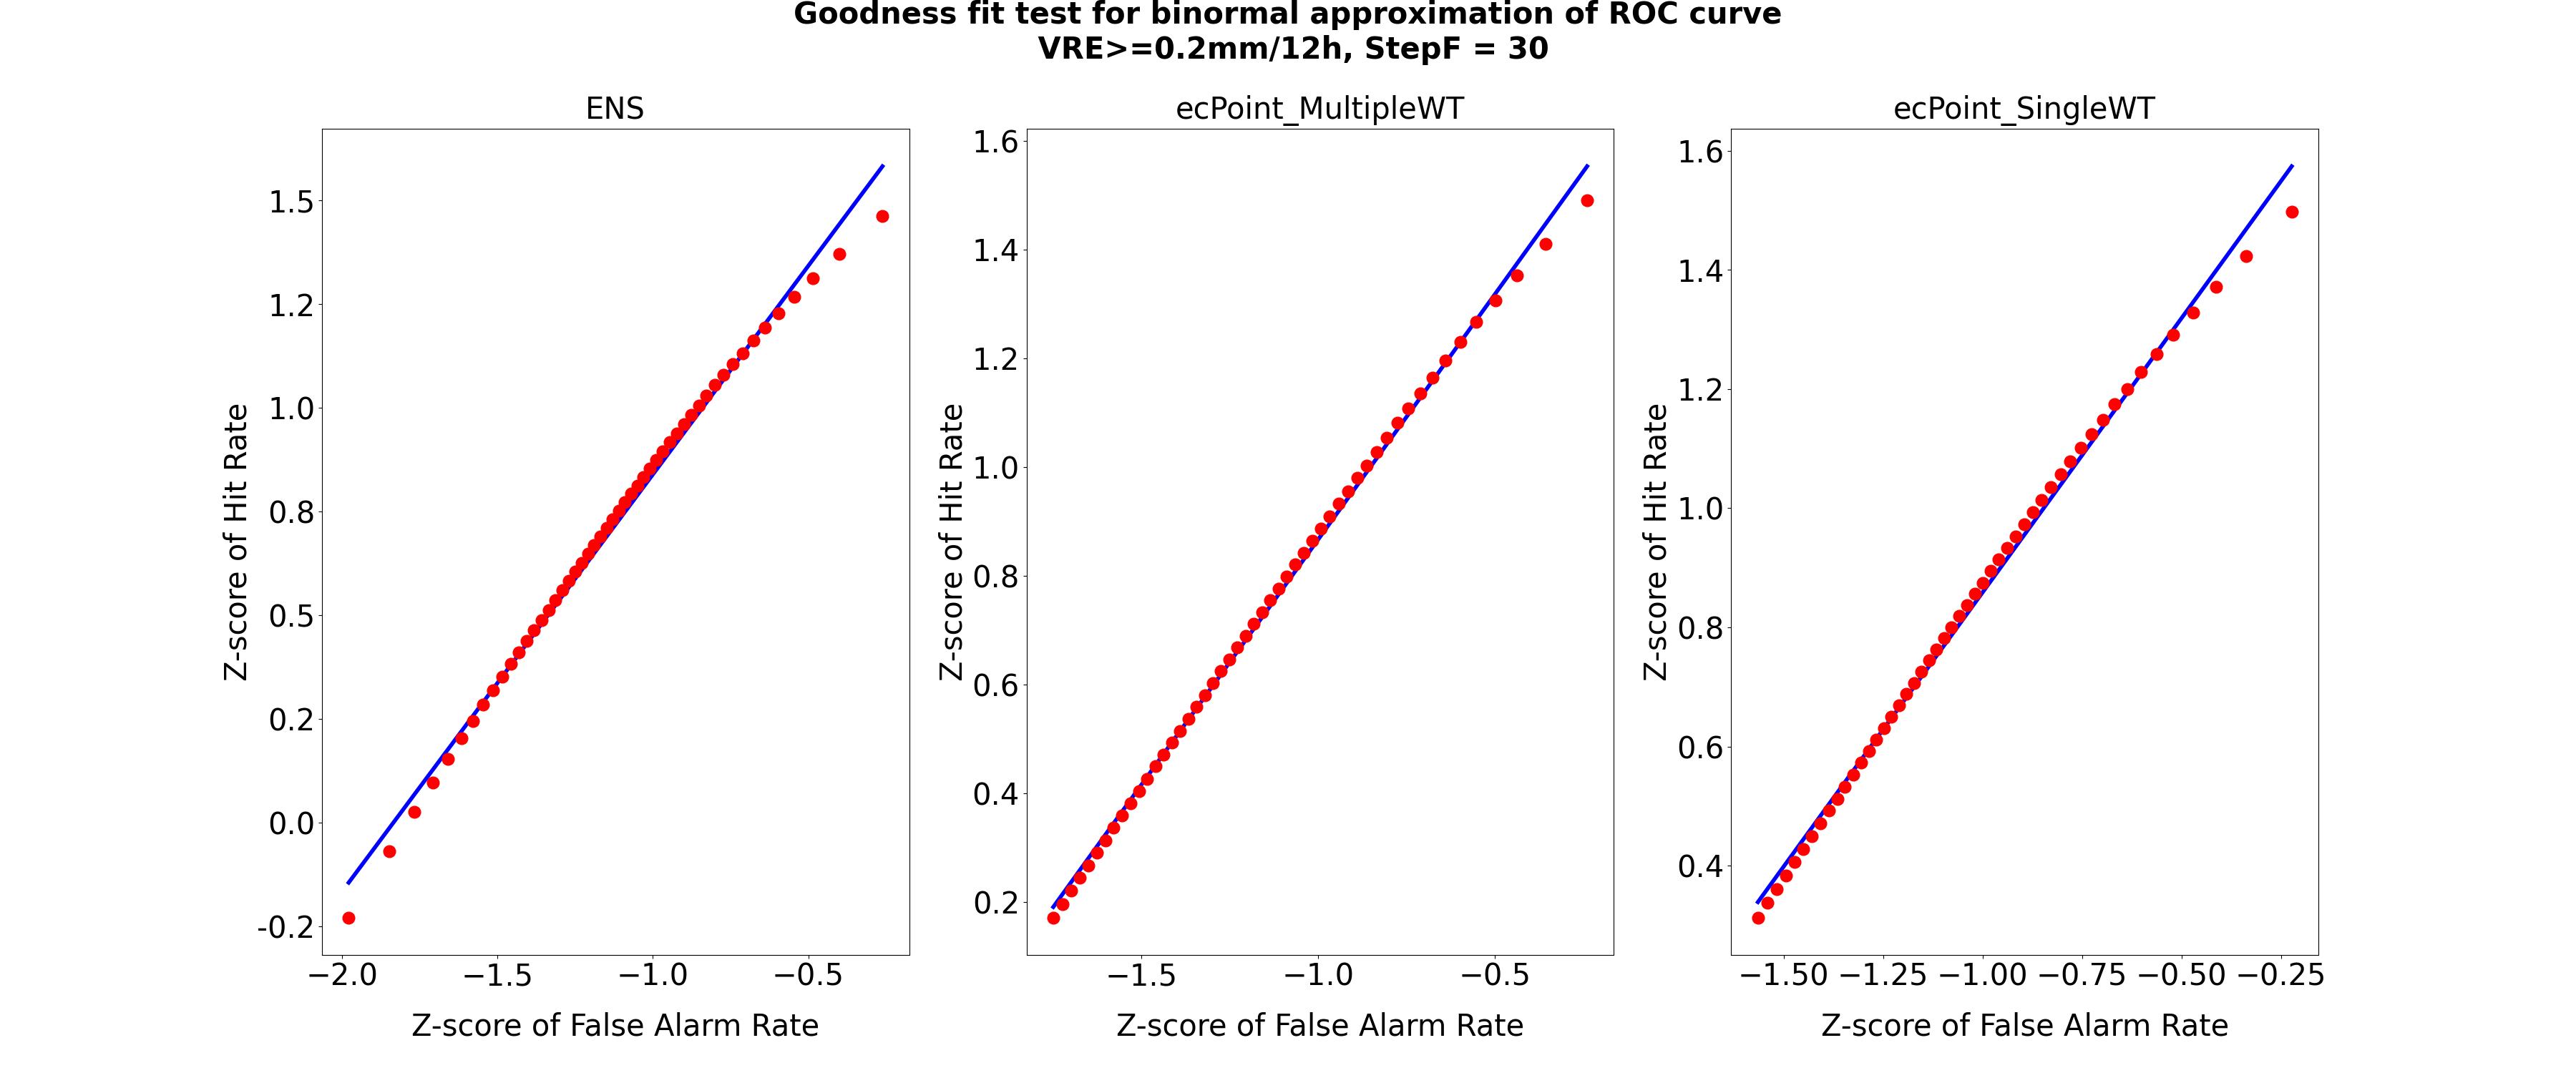 Goodness fit test for binormal approximation of ROC curve
VRE>=0.2mm/12h, StepF = 30
ENS
1.5
1.2
1.0
0.8
0.5
0.2
0.0
-0.2
Z-score of Hit Rate
−2.0 −1.5 −1.0 −0.5
Z-score of False Alarm Rate
ecPoint_MultipleWT
1.6
1.4
1.2
1.0
0.8
0.6
0.4
0.2
Z-score of Hit Rate
−1.5 −1.0 −0.5
Z-score of False Alarm Rate
ecPoint_SingleWT
1.6
1.4
1.2
1.0
0.8
0.6
0.4
Z-score of Hit Rate
−1.50 −1.25 −1.00 −0.75 −0.50 −0.25
Z-score of False Alarm Rate